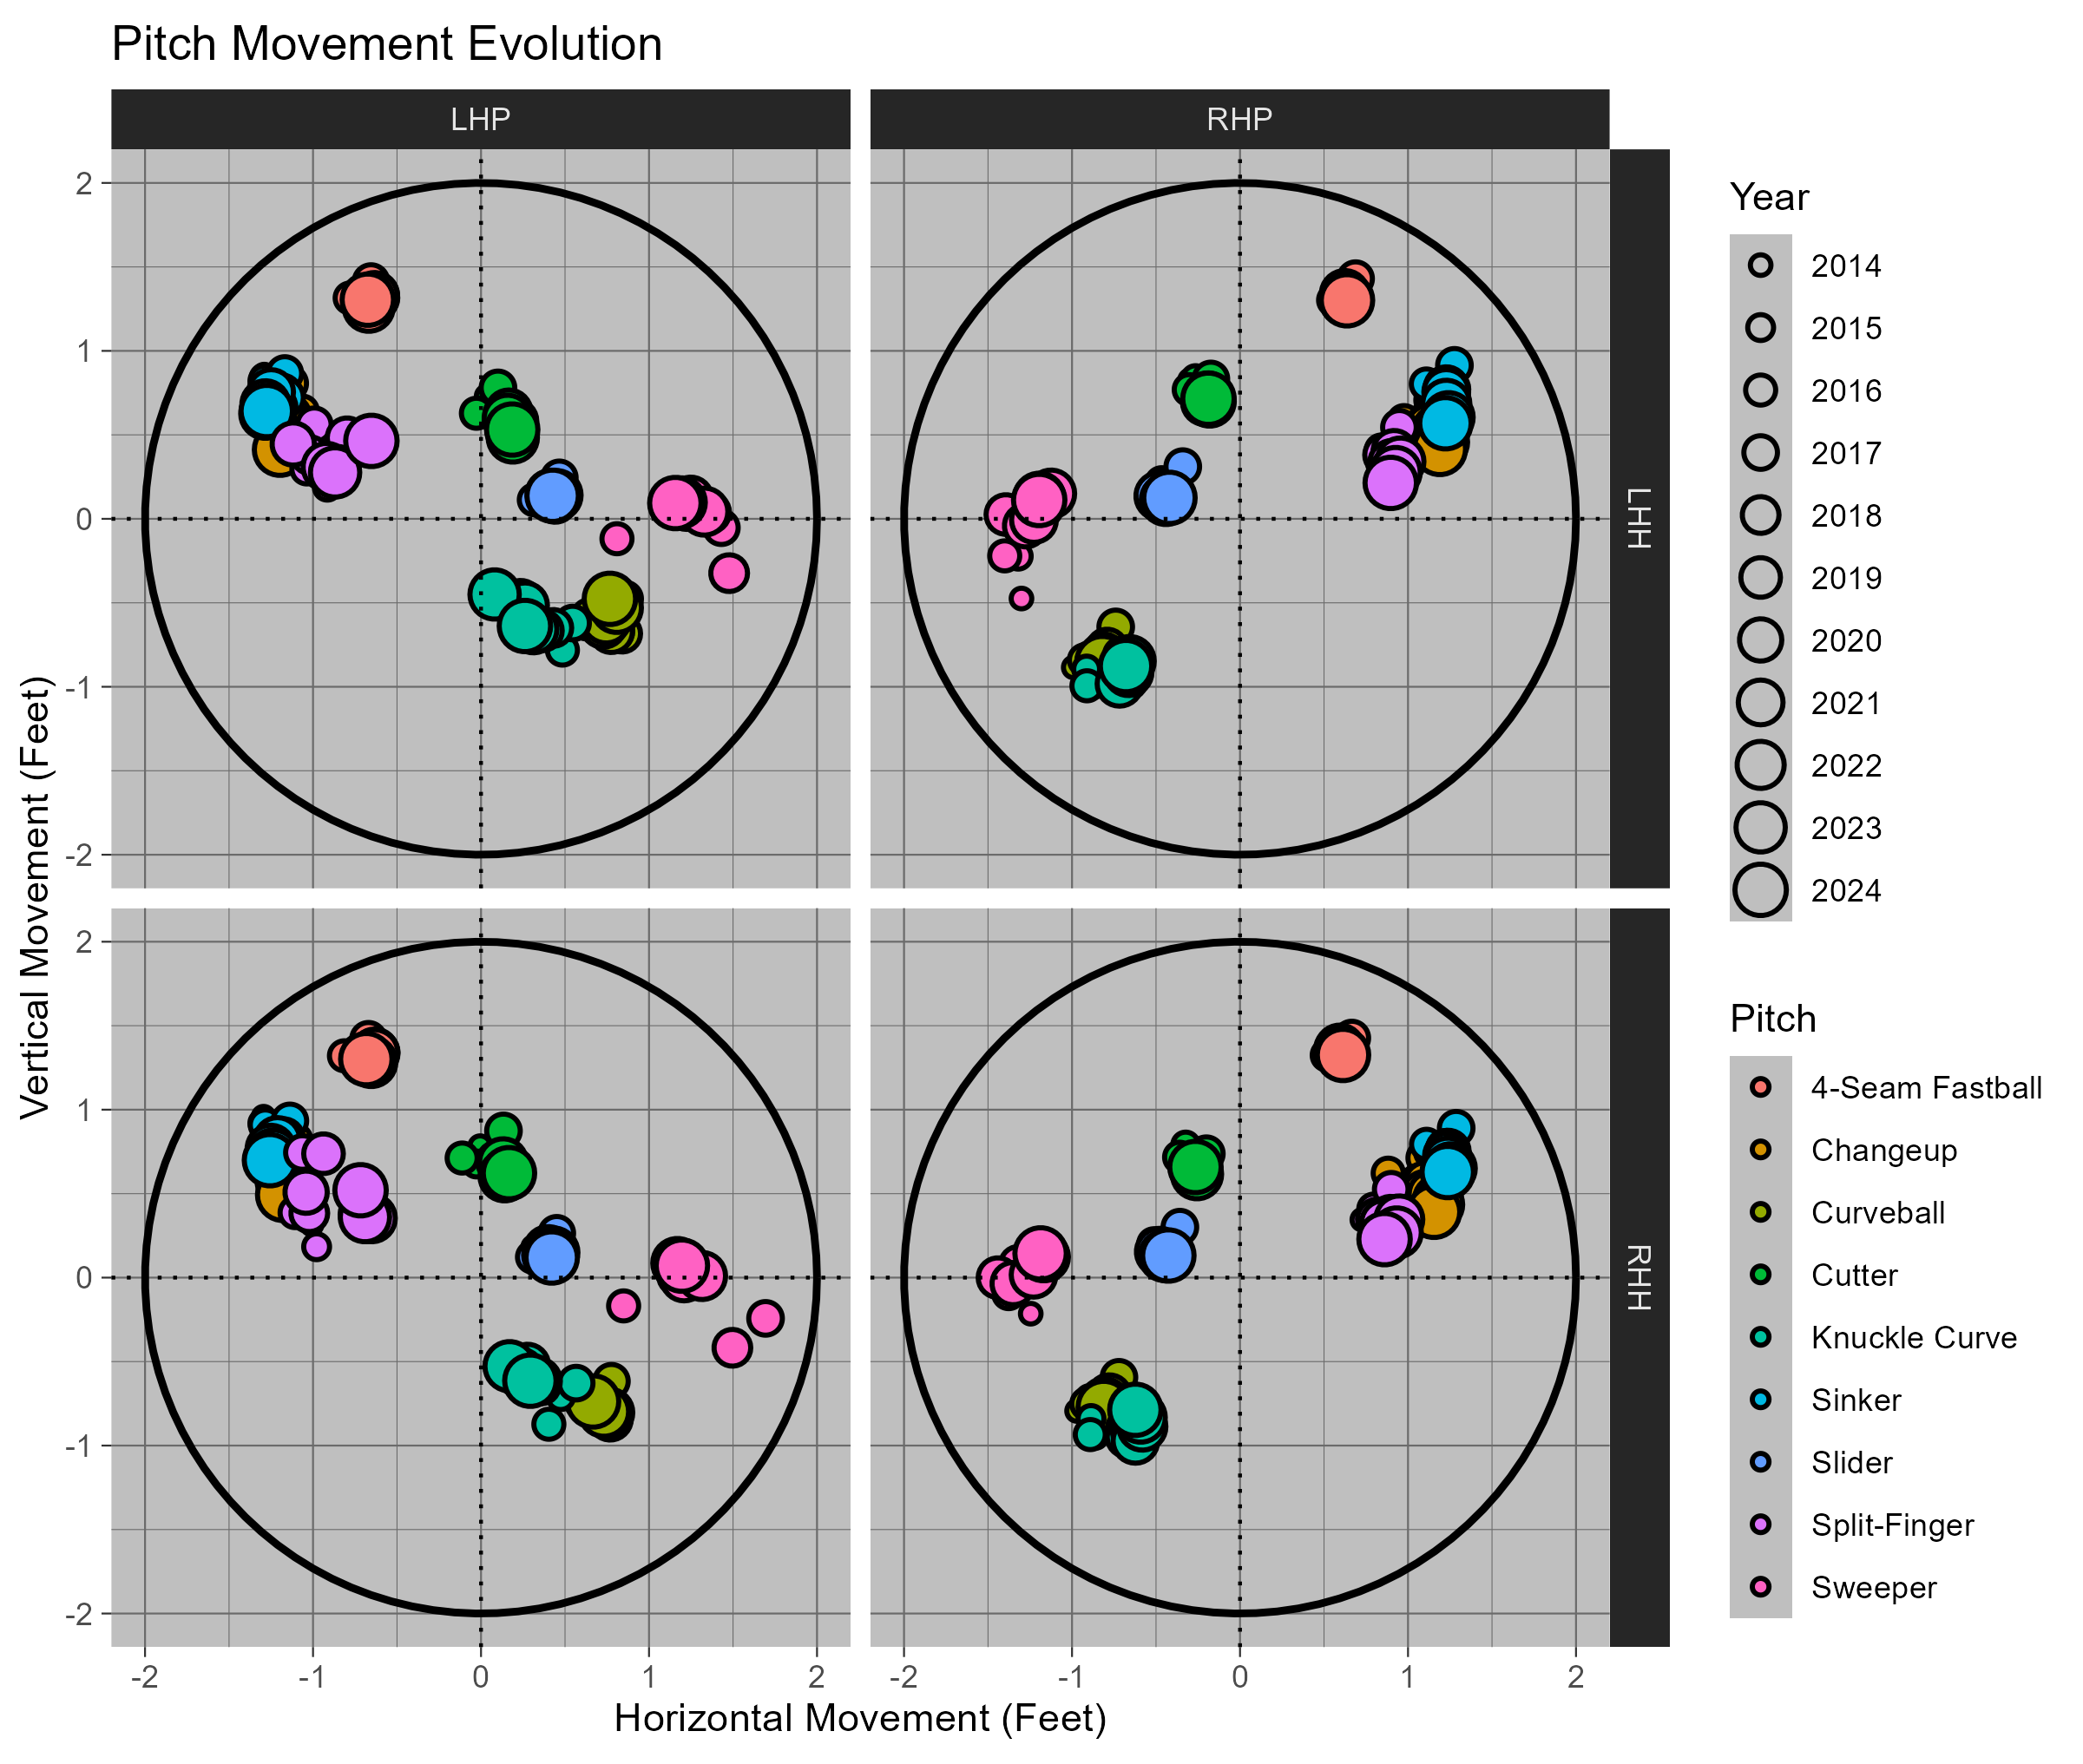 Pitch Movement Evolution
LHP
RHP
LHH
RHH
2
1
0
-1
-2
2
1
0
-1
-2
-2
-1
0
1
2
-2
-1
0
1
2
Horizontal Movement (Feet)
Vertical Movement (Feet)
Year
2014
2015
2016
2017
2018
2019
2020
2021
2022
2023
2024
Pitch
4-Seam Fastball
Changeup
Curveball
Cutter
Knuckle Curve
Sinker
Slider
Split-Finger
Sweeper